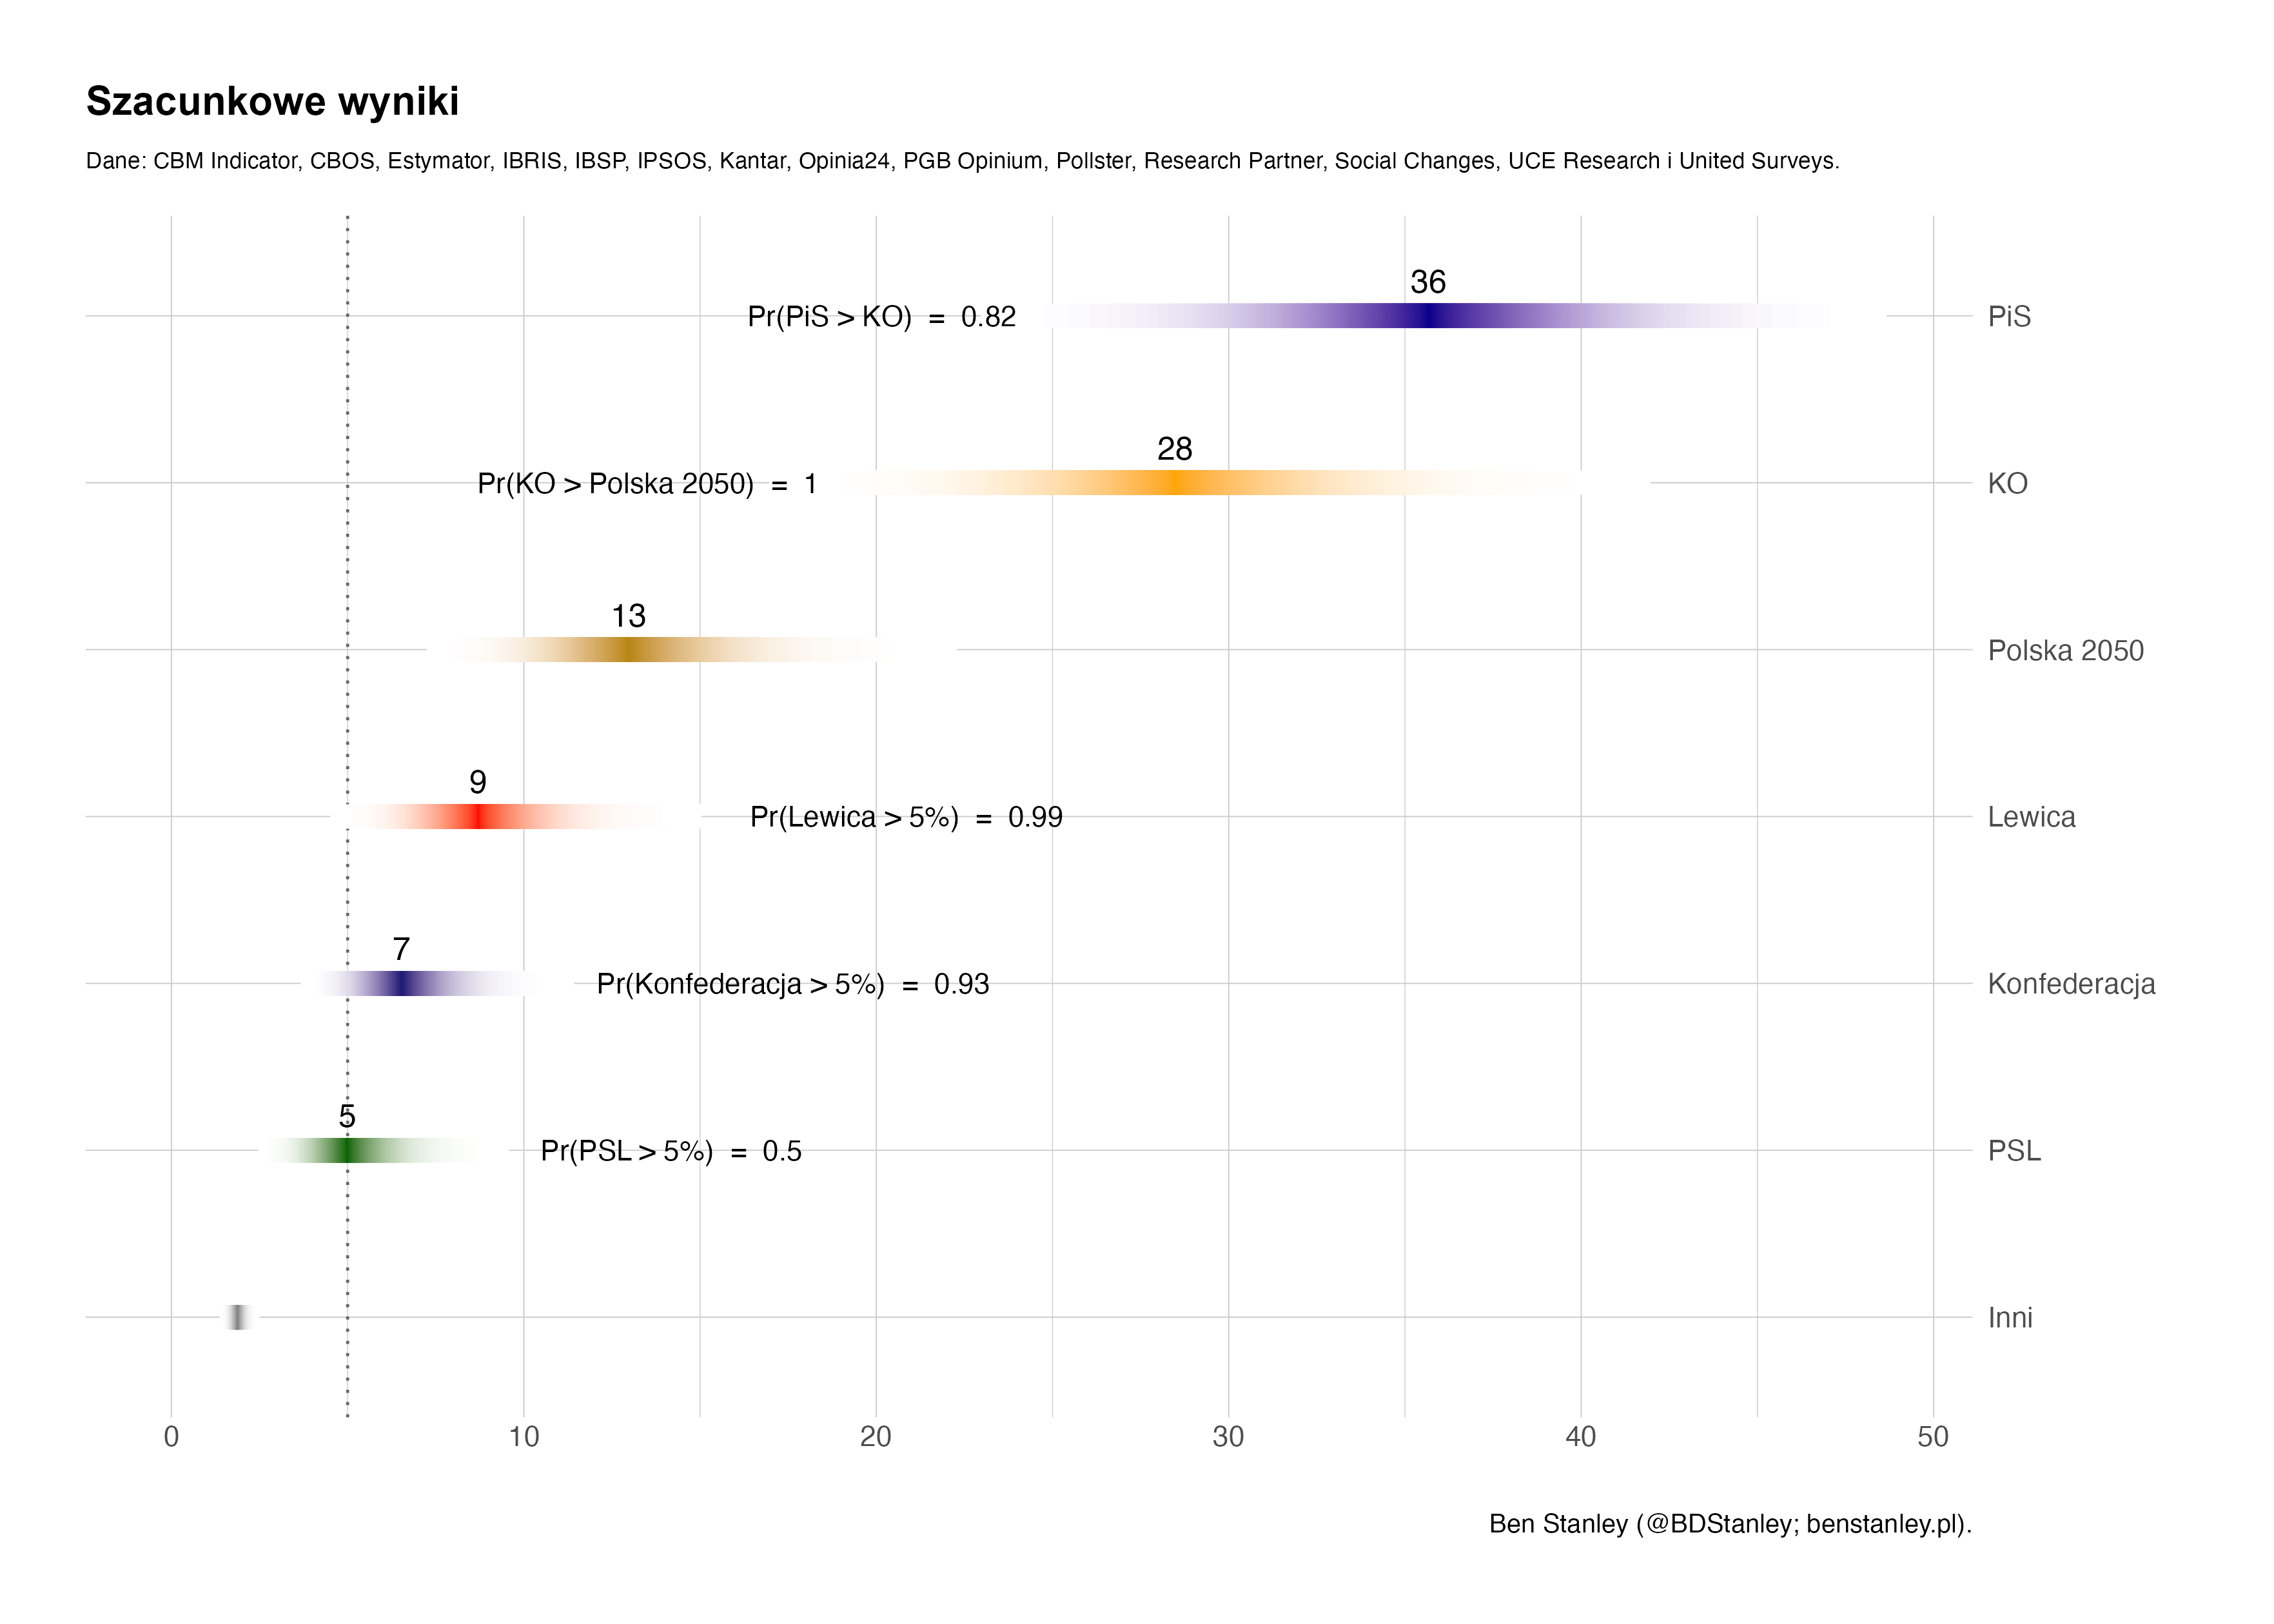 Szacunkowe wyniki
Dane: CBM Indicator, CBOS, Estymator, IBRIS, IBSP, IPSOS, Kantar, Opinia24, PGB Opinium, Pollster, Research Partner, Social Changes, UCE Research i United Surveys.
36
Pr(PiS > KO) = 0.82
PiS
28
Pr(KO > Polska 2050) = 1
KO
13
Polska 2050
9
Pr(Lewica > 5%) = 0.99
Lewica
7
Pr(Konfederacja > 5%) = 0.93
Konfederacja
5
Pr(PSL > 5%) = 0.5
PSL
Inni
0 10 20 30 40 50
Ben Stanley (@BDStanley; benstanley.pl).